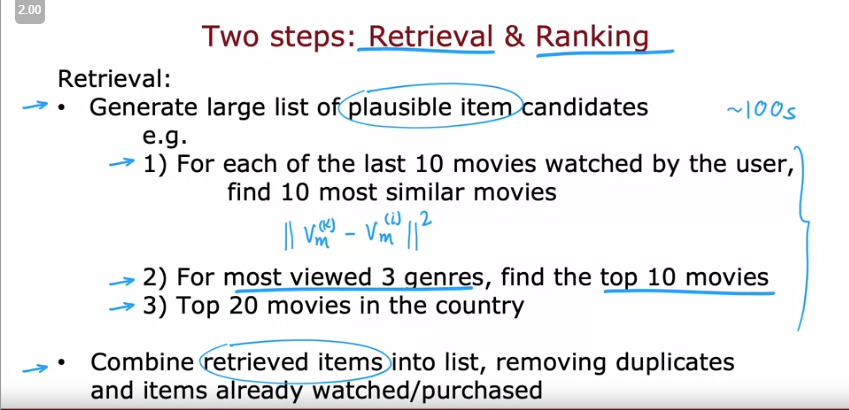 2.00
Two steps: Retrieval & Ranking
Retrieval:
→ • Generate large list of plausible item candidates ~100s
e.g.
→ 1) For each of the last 10 movies watched by the user,
find 10 most similar movies
|| Vm^(k) - Vm^(i) ||^2
→ 2) For most viewed 3 genres, find the top 10 movies
→ 3) Top 20 movies in the country
→ • Combine retrieved items into list, removing duplicates
and items already watched/purchased